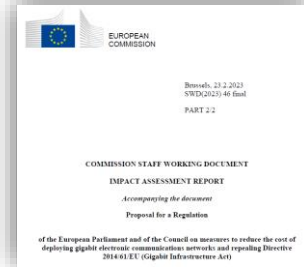 EUROPEAN
COMMISSION
Brussels, 23.2.2023
SWD(2023) 46 final
PART 2/2
COMMISSION STAFF WORKING DOCUMENT
IMPACT ASSESSMENT REPORT
Accompanying the document
Proposal for a Regulation
of the European Parliament and of the Council on measures to reduce the cost of
deploying gigabit electronic communications networks and repealing Directive
2014/61/EU (Gigabit Infrastructure Act)